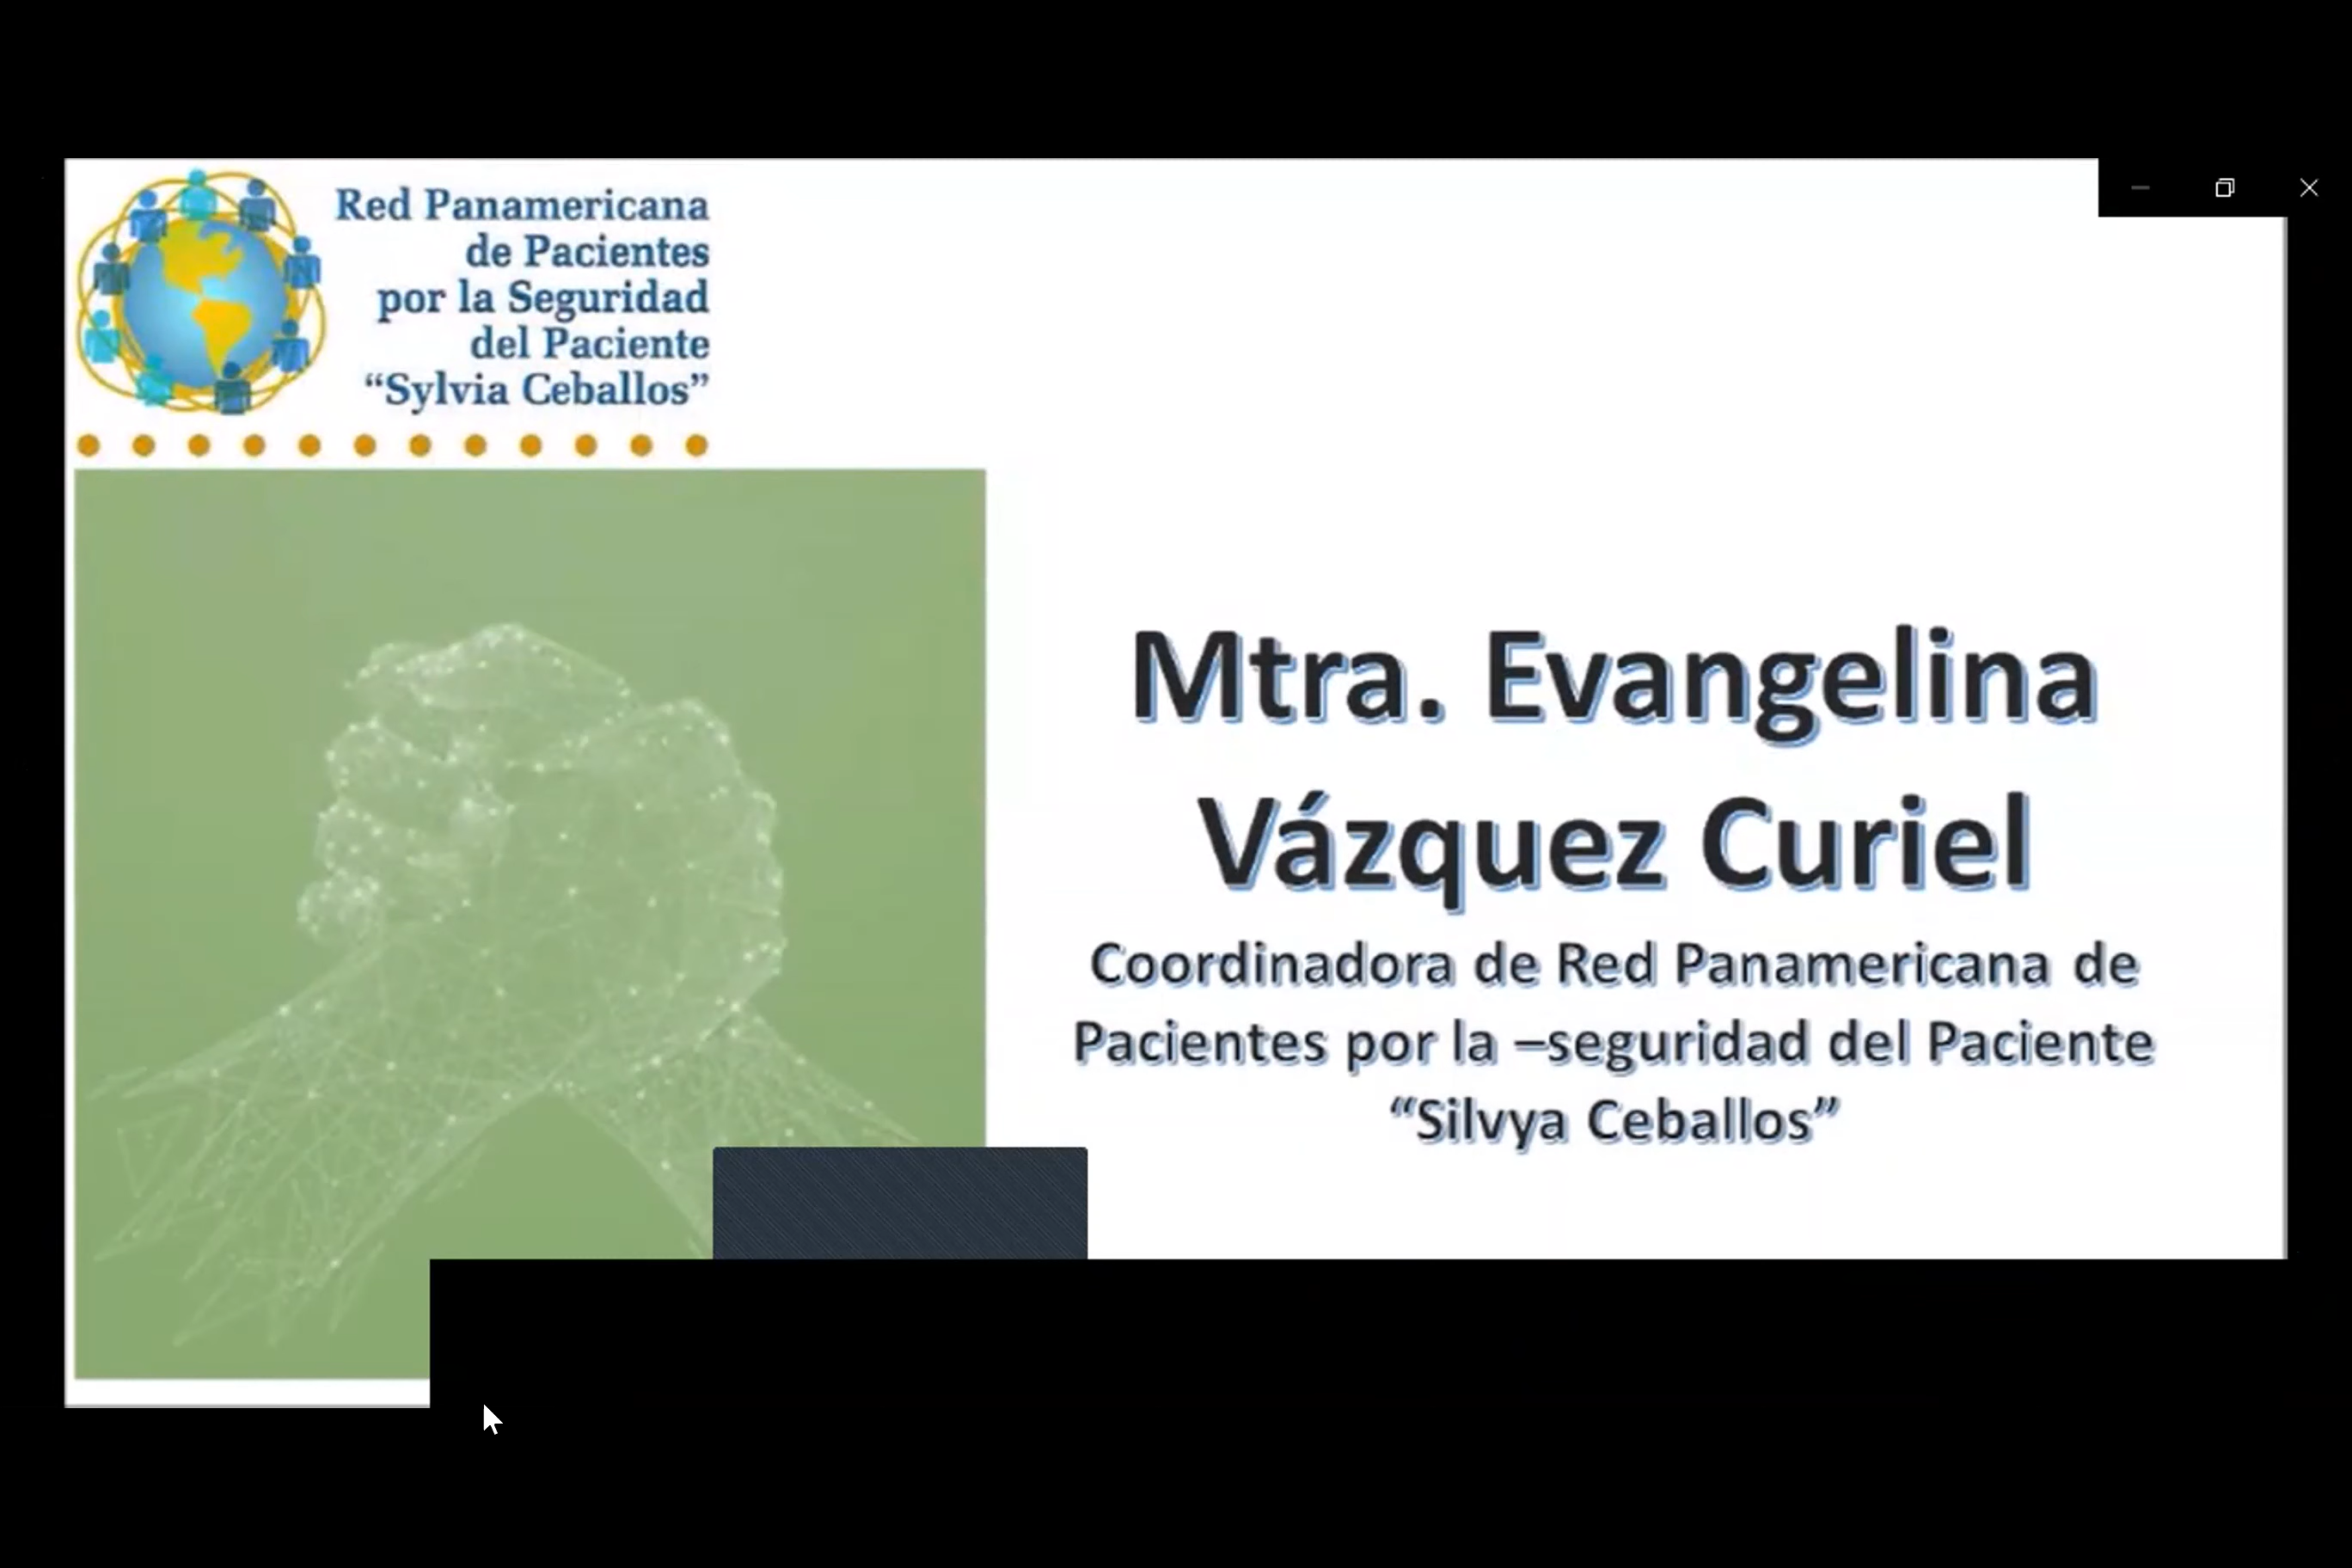 Red Panamericana
de Pacientes
por la Seguridad
del Paciente
“Sylvia Ceballos”
Mtra. Evangelina
Vázquez Curiel
Coordinadora de Red Panamericana de
Pacientes por la –seguridad del Paciente
“Silvya Ceballos”